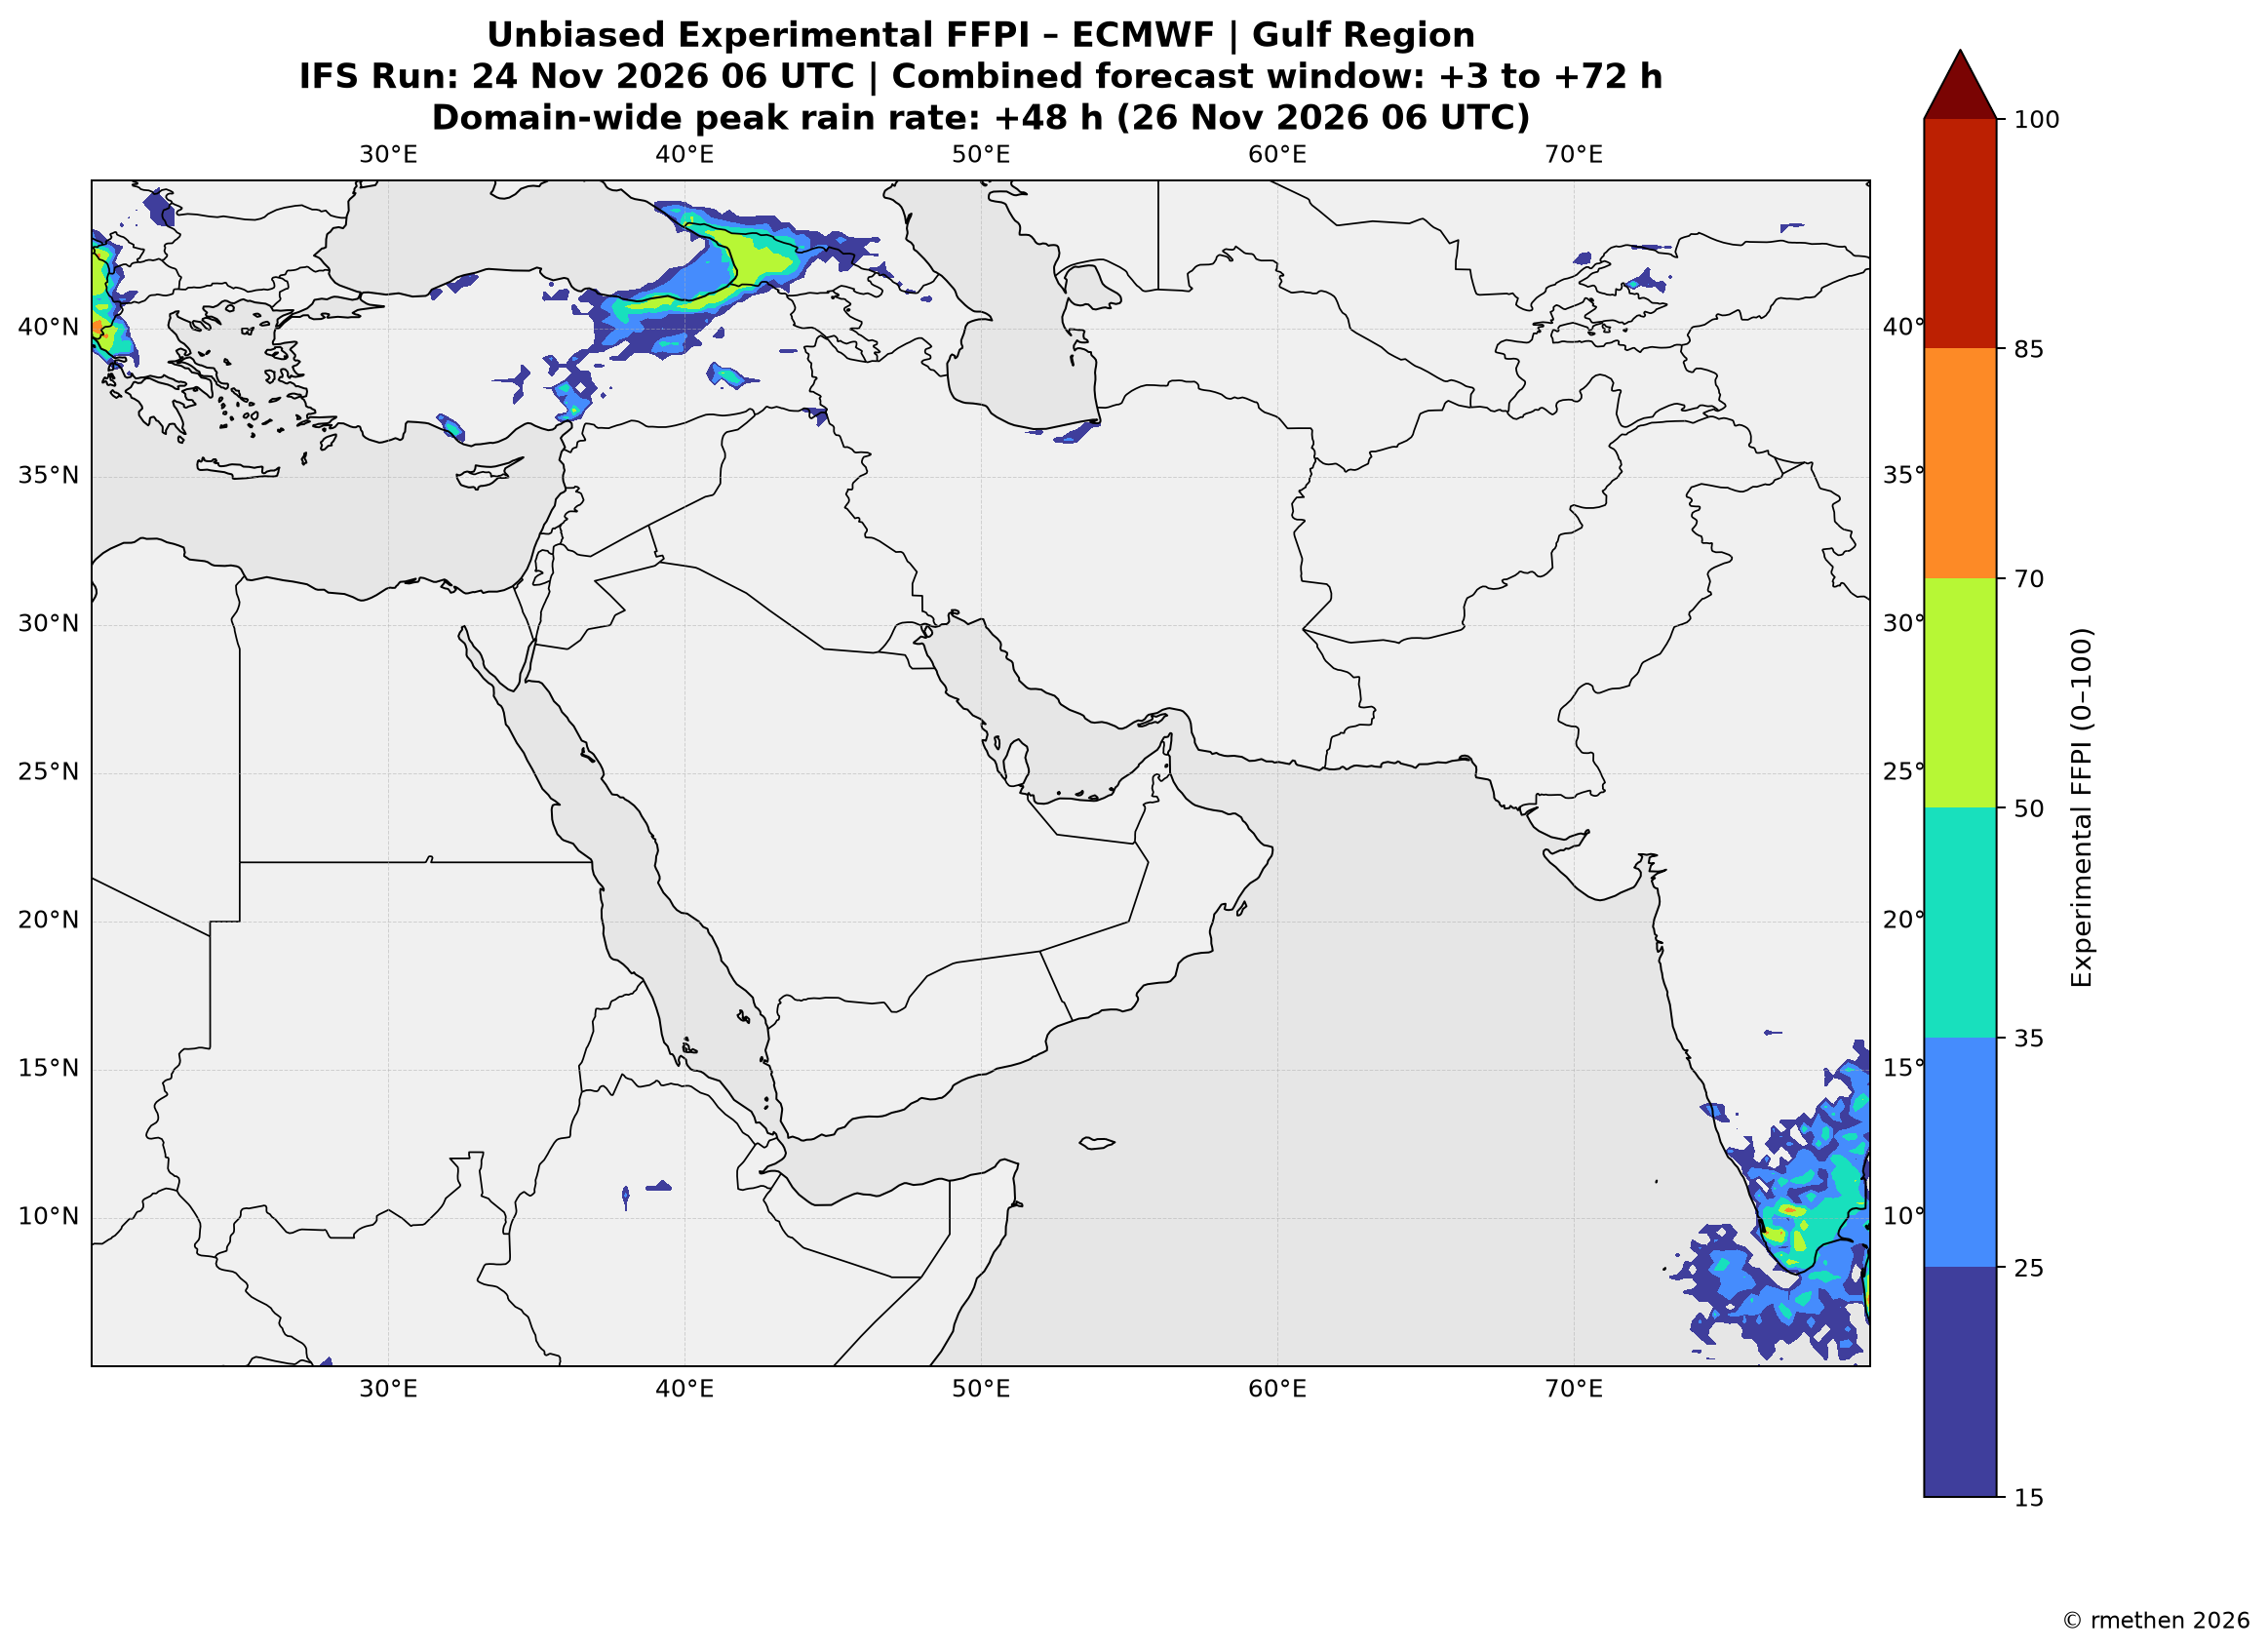 Unbiased Experimental FFPI – ECMWF | Gulf Region
IFS Run: 24 Nov 2026 06 UTC | Combined forecast window: +3 to +72 h
Domain-wide peak rain rate: +48 h (26 Nov 2026 06 UTC)
30°E 40°E 50°E 60°E 70°E
40°N 40°
35°N 35°
30°N 30°
25°N 25°
20°N 20°
15°N 15°
10°N 10°
30°E 40°E 50°E 60°E 70°E
100
85
70
50
35
25
15
Experimental FFPI (0–100)
© rmethen 2026